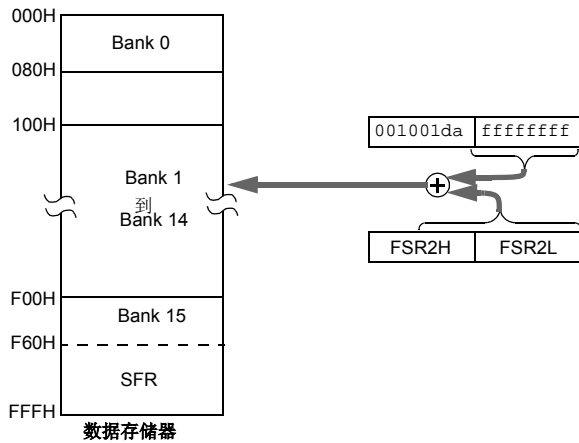 000H
Bank 0
080H
100H
001001da ffffffff
Bank 1
到
Bank 14
FSR2H FSR2L
F00H
Bank 15
F60H
SFR
FFFH
数据存储器